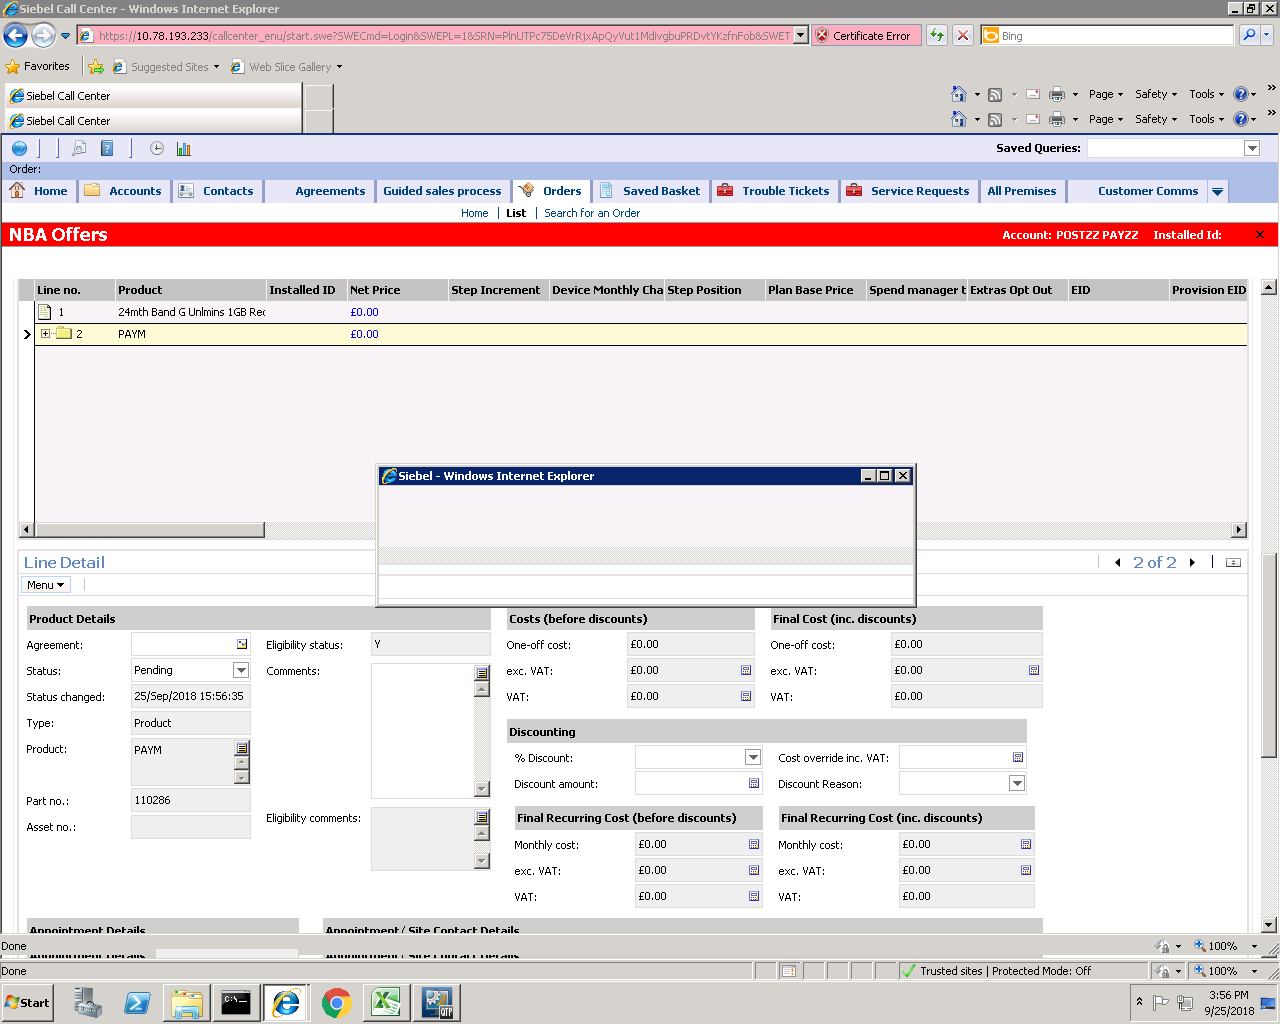 Siebel Call Center - Windows Internet Explorer
https://10.78.193.233/callcenter_enu/start.swe?SWECmd=Login&SWEPL=1&SRN=PlnUTPc75DeVrRjxApQyVut1MdivgbuPRDvtYKzfnFob&SWET
Certificate Error
Bing
Favorites
Suggested Sites
Web Slice Gallery
Siebel Call Center
Page Safety Tools
Siebel Call Center
Page Safety Tools
Saved Queries:
Order:
Home Accounts Contacts Agreements Guided sales process Orders Saved Basket Trouble Tickets Service Requests All Premises Customer Comms
Home List Search for an Order
NBA Offers Account: POSTZZ PAYZZ Installed Id:
Line no. Product Installed ID Net Price Step Increment Device Monthly Cha Step Position Plan Base Price Spend manager t Extras Opt Out EID Provision EID
1 24mth Band G Unlmins 1GB Rec £0.00
2 PAYM £0.00
Siebel - Windows Internet Explorer
Line Detail 2 of 2
Menu
Product Details Costs (before discounts) Final Cost (inc. discounts)
Agreement: Eligibility status: Y One-off cost: £0.00 One-off cost: £0.00
Status: Pending Comments: exc. VAT: £0.00 exc. VAT: £0.00
Status changed: 25/Sep/2018 15:56:35 VAT: £0.00 VAT: £0.00
Type: Product
Discounting
Product: PAYM % Discount: Cost override inc. VAT:
Discount amount: Discount Reason:
Part no.: 110286
Asset no.: Eligibility comments: Final Recurring Cost (before discounts) Final Recurring Cost (inc. discounts)
Monthly cost: £0.00 Monthly cost: £0.00
exc. VAT: £0.00 exc. VAT: £0.00
VAT: £0.00 VAT: £0.00
Appointment Details Appointment/ Site Contact Details
Done 100%
Appointment Details Appointment/ Site Contact Details
Done Trusted sites | Protected Mode: Off 100%
Start
C:\
QTP
3:56 PM
9/25/2018